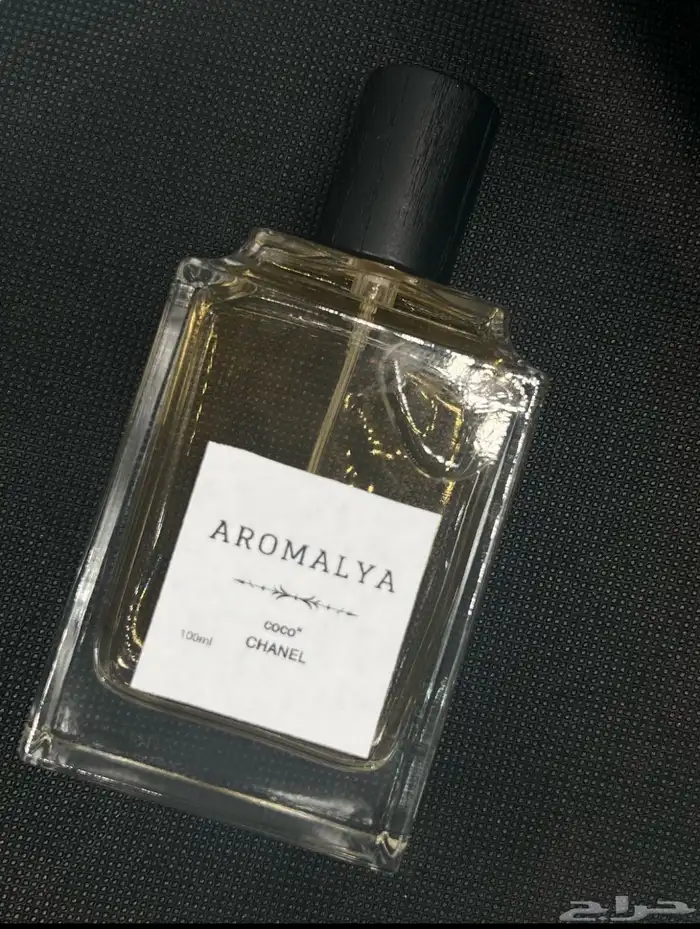 AROMALYA
coco"
100ml CHANEL
حراج